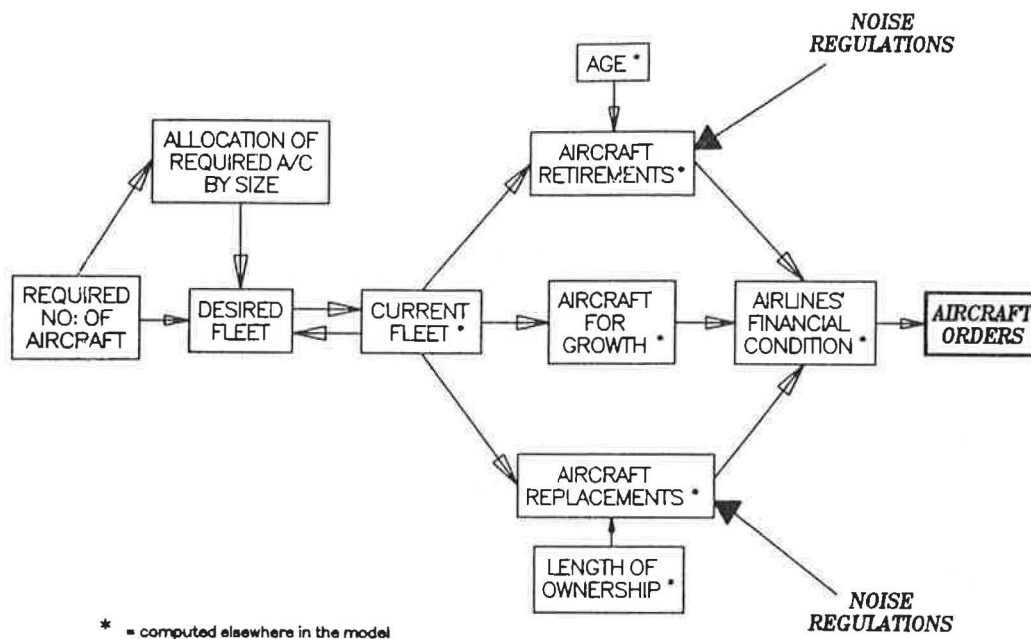 NOISE
REGULATIONS
AGE *
ALLOCATION OF
REQUIRED A/C
BY SIZE
AIRCRAFT
RETIREMENTS *
REQUIRED
NO: OF
AIRCRAFT
DESIRED
FLEET
CURRENT
FLEET *
AIRCRAFT
FOR
GROWTH *
AIRLINES'
FINANCIAL
CONDITION *
AIRCRAFT
ORDERS
AIRCRAFT
REPLACEMENTS *
LENGTH OF
OWNERSHIP *
NOISE
REGULATIONS
* = computed elsewhere in the model